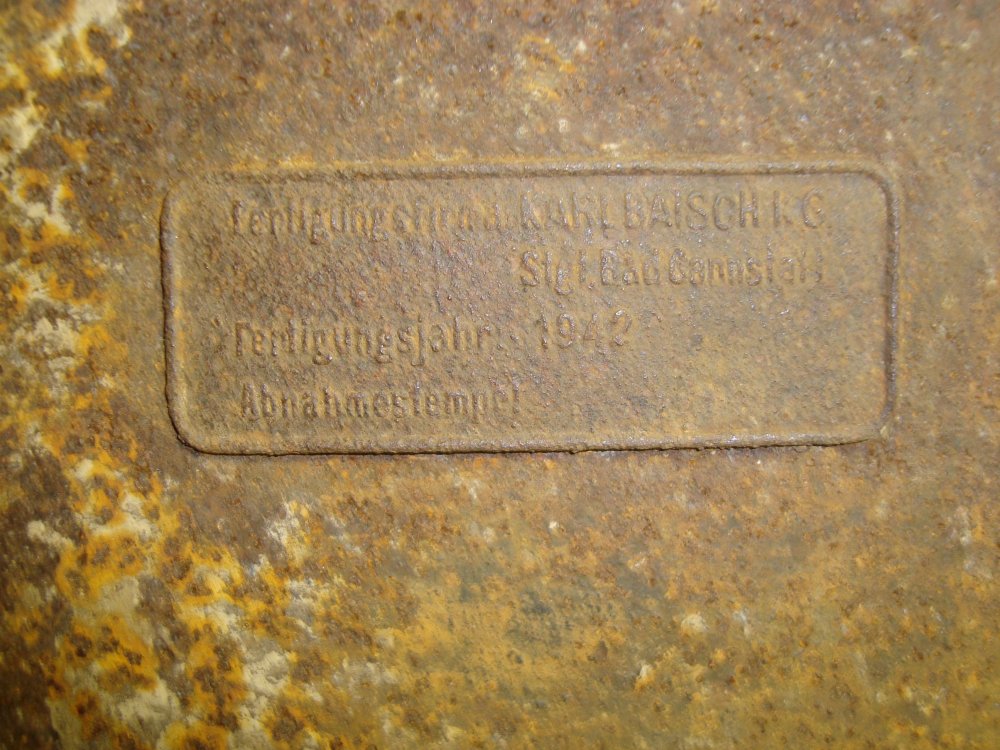 Fertigungsfirma: KARL BAISCH K.G.
Stgt. Bad Cannstatt
Fertigungsjahr: 1942
Abnahmestempel